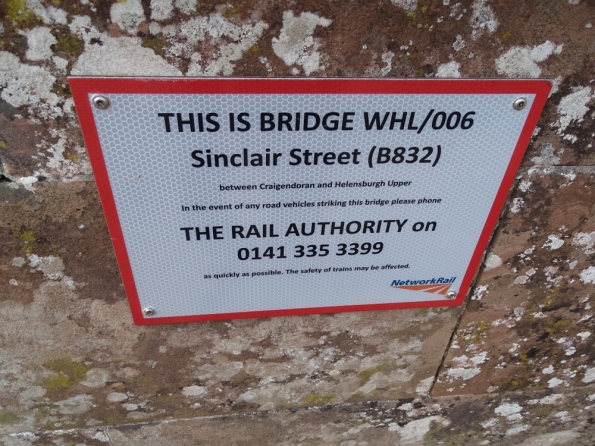 THIS IS BRIDGE WHL/006
Sinclair Street (B832)
between Craigendoran and Helensburgh Upper
In the event of any road vehicles striking this bridge please phone
THE RAIL AUTHORITY on
0141 335 3399
as quickly as possible. The safety of trains may be affected.
NetworkRail